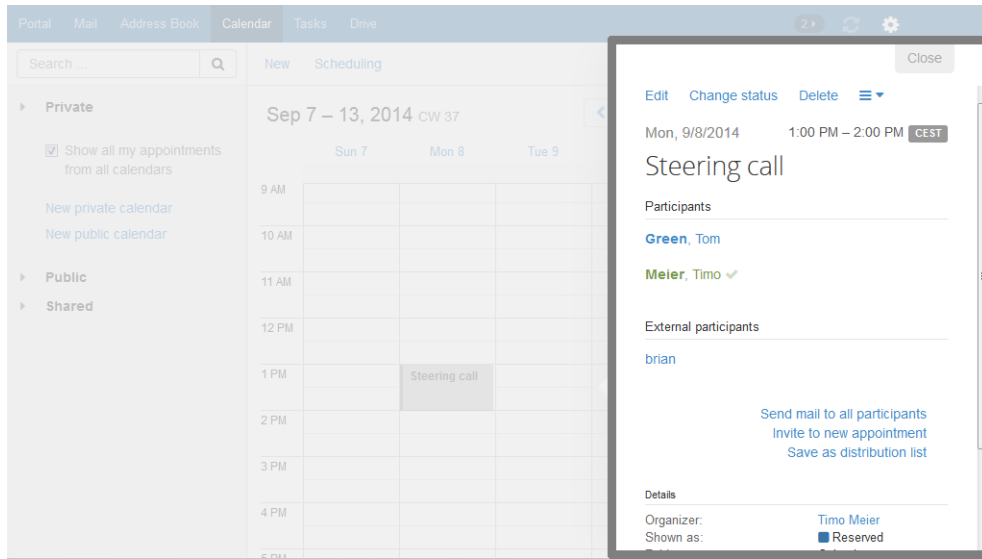 Portal Mail Address Book Calendar Tasks Drive 2
Search ...
New Scheduling
Private
Show all my appointments
from all calendars
New private calendar
New public calendar
Public
Shared
Sep 7 – 13, 2014 CW 37
Sun 7 Mon 8 Tue 9
9 AM
10 AM
11 AM
12 PM
1 PM Steering call
2 PM
3 PM
4 PM
5 PM
Close
Edit Change status Delete
Mon, 9/8/2014 1:00 PM – 2:00 PM CEST
Steering call
Participants
Green, Tom
Meier, Timo
External participants
brian
Send mail to all participants
Invite to new appointment
Save as distribution list
Details
Organizer: Timo Meier
Shown as: Reserved